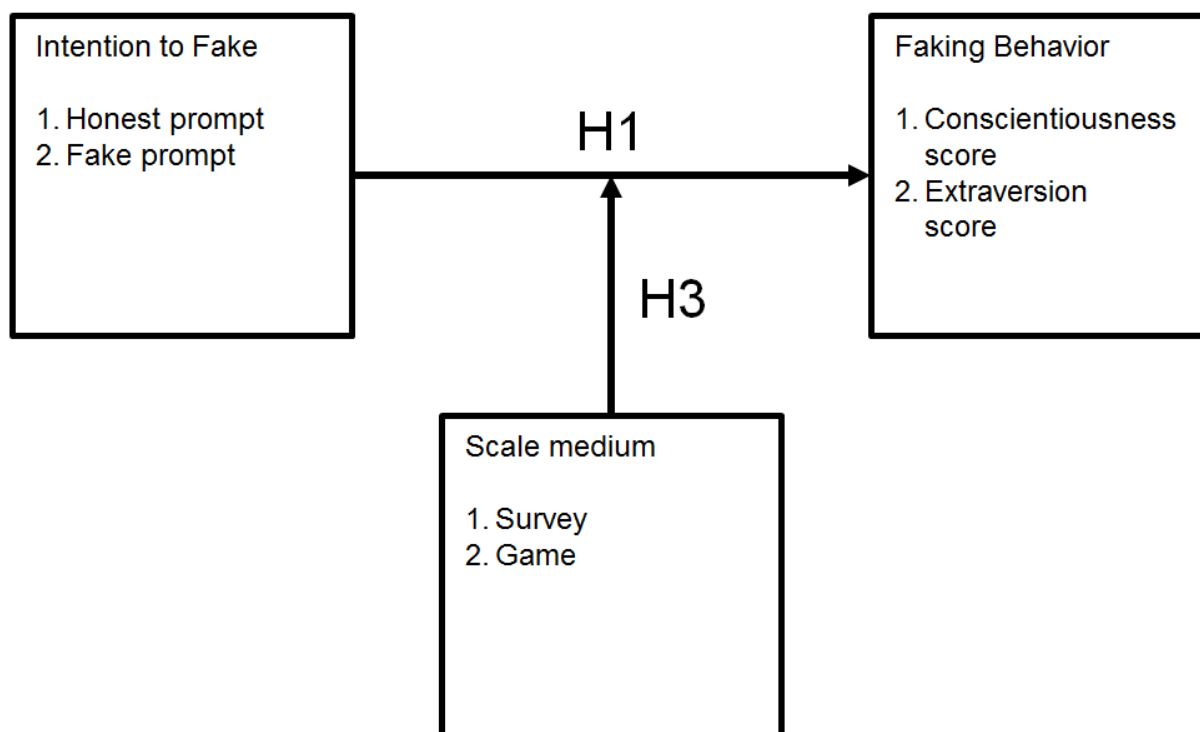 Intention to Fake
1. Honest prompt
2. Fake prompt
H1
Faking Behavior
1. Conscientiousness
score
2. Extraversion
score
H3
Scale medium
1. Survey
2. Game